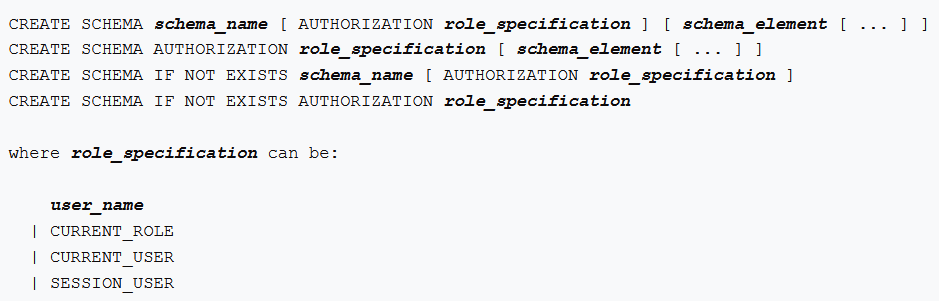 CREATE SCHEMA schema_name [ AUTHORIZATION role_specification ] [ schema_element [ ... ] ]
CREATE SCHEMA AUTHORIZATION role_specification [ schema_element [ ... ] ]
CREATE SCHEMA IF NOT EXISTS schema_name [ AUTHORIZATION role_specification ]
CREATE SCHEMA IF NOT EXISTS AUTHORIZATION role_specification
where role_specification can be:
user_name
| CURRENT_ROLE
| CURRENT_USER
| SESSION_USER